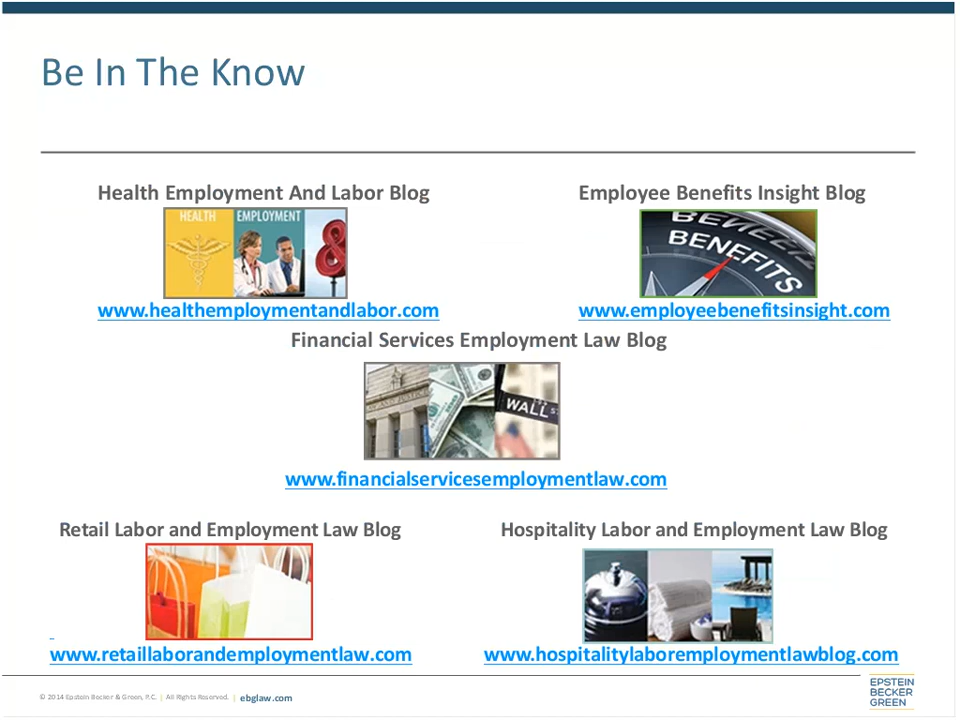 Be In The Know
Health Employment And Labor Blog
Employee Benefits Insight Blog
HEALTH
EMPLOYMENT
&
BENEFITS
www.healthemploymentandlabor.com
www.employeebenefitsinsight.com
Financial Services Employment Law Blog
WALL ST
www.financialservicesemploymentlaw.com
Retail Labor and Employment Law Blog
Hospitality Labor and Employment Law Blog
www.retaillaborandemploymentlaw.com
www.hospitalitylaboremploymentlawblog.com
© 2014 Epstein Becker & Green, P.C. | All Rights Reserved. | ebglaw.com
EPSTEIN
BECKER
GREEN